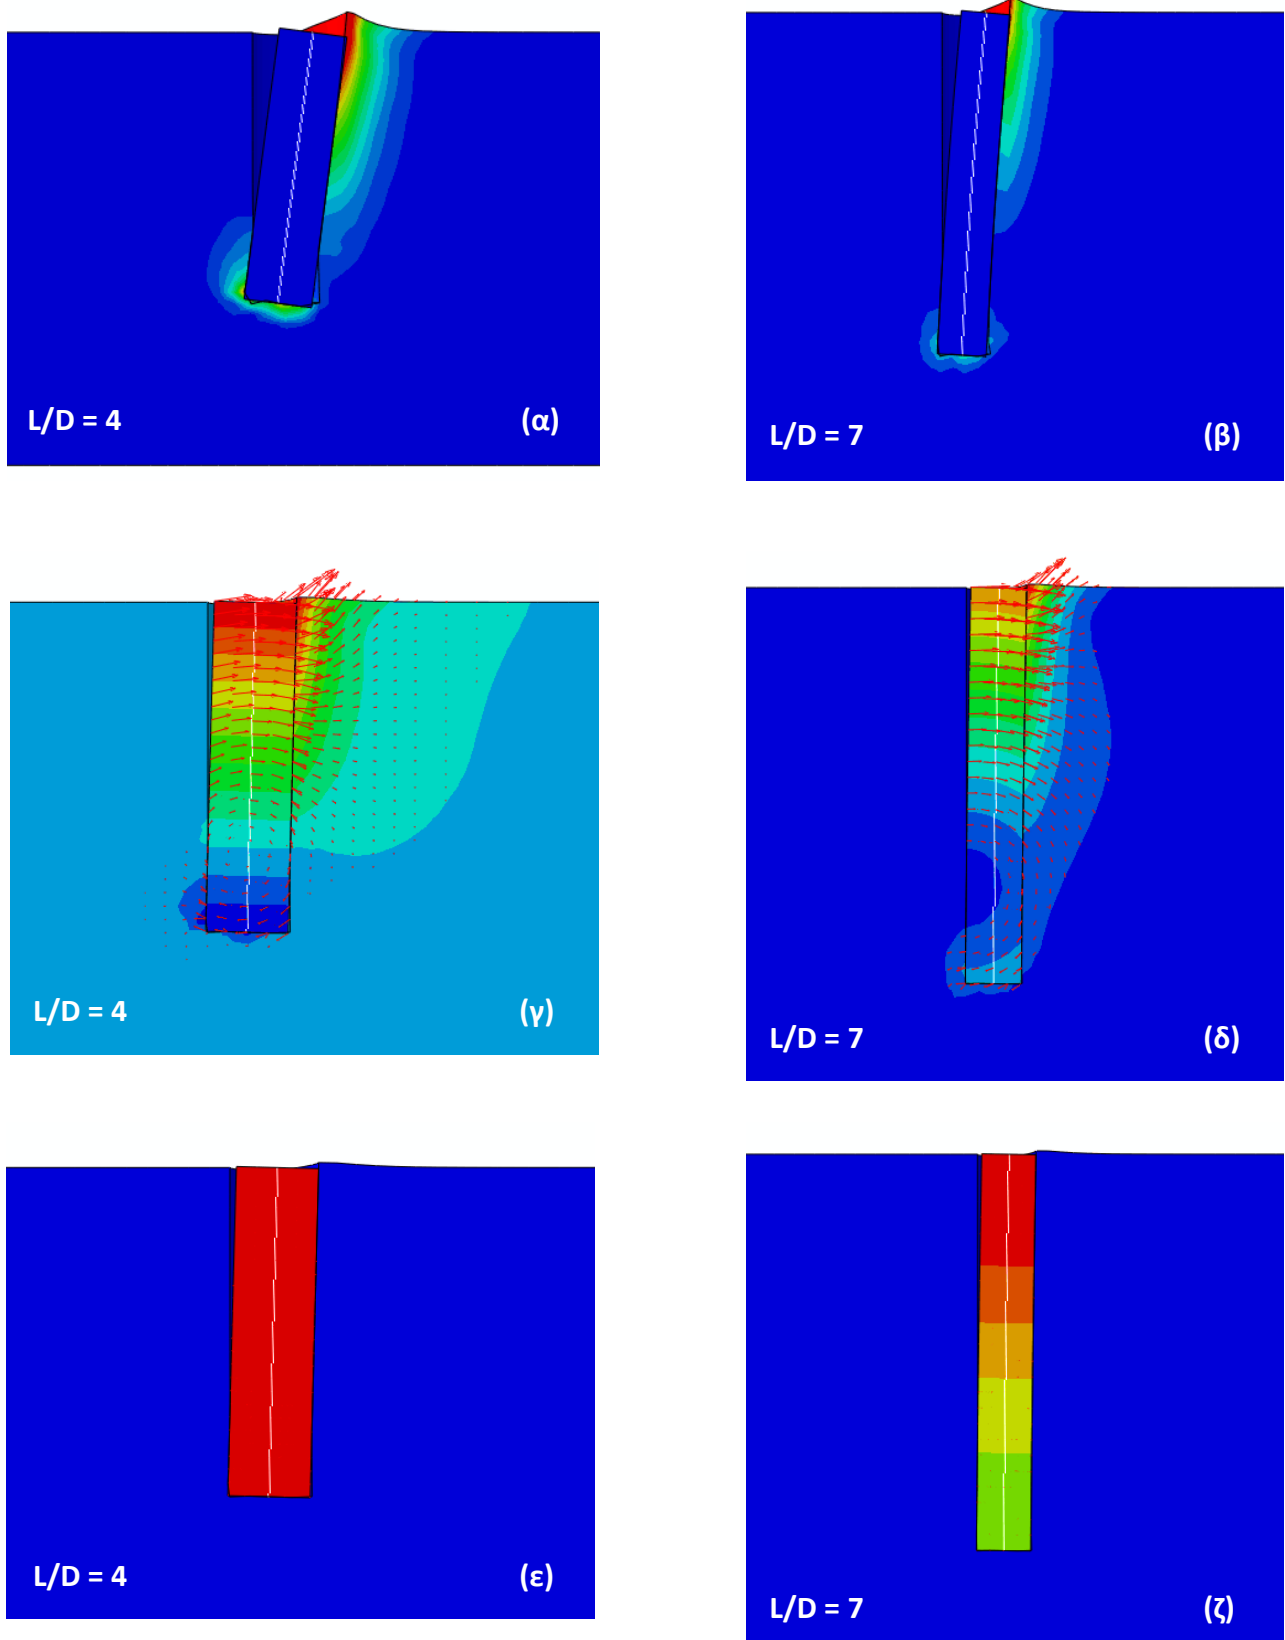 L/D = 4 (α)
L/D = 7 (β)
L/D = 4 (γ)
L/D = 7 (δ)
L/D = 4 (ε)
L/D = 7 (ζ)